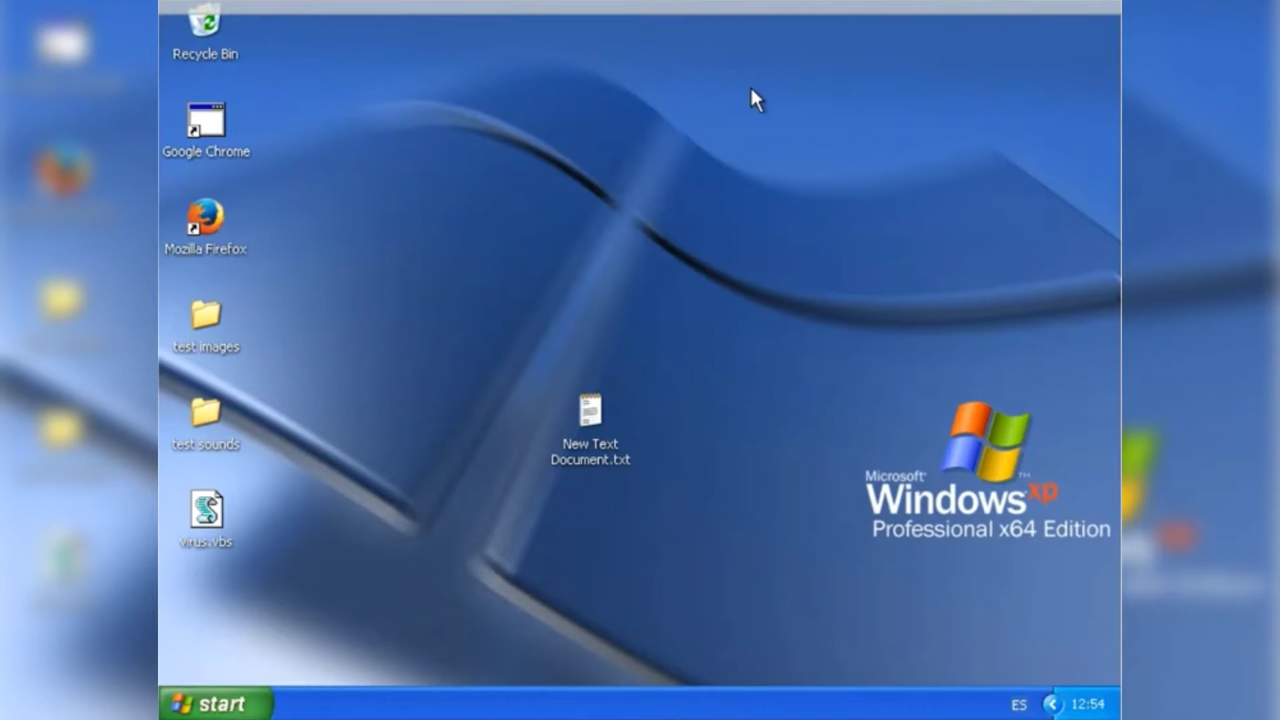 Recycle Bin
Google Chrome
Mozilla Firefox
test images
test sounds
virus.vbs
New Text
Document.txt
Microsoft
Windows xp
TM
Professional x64 Edition
start
ES
12:54